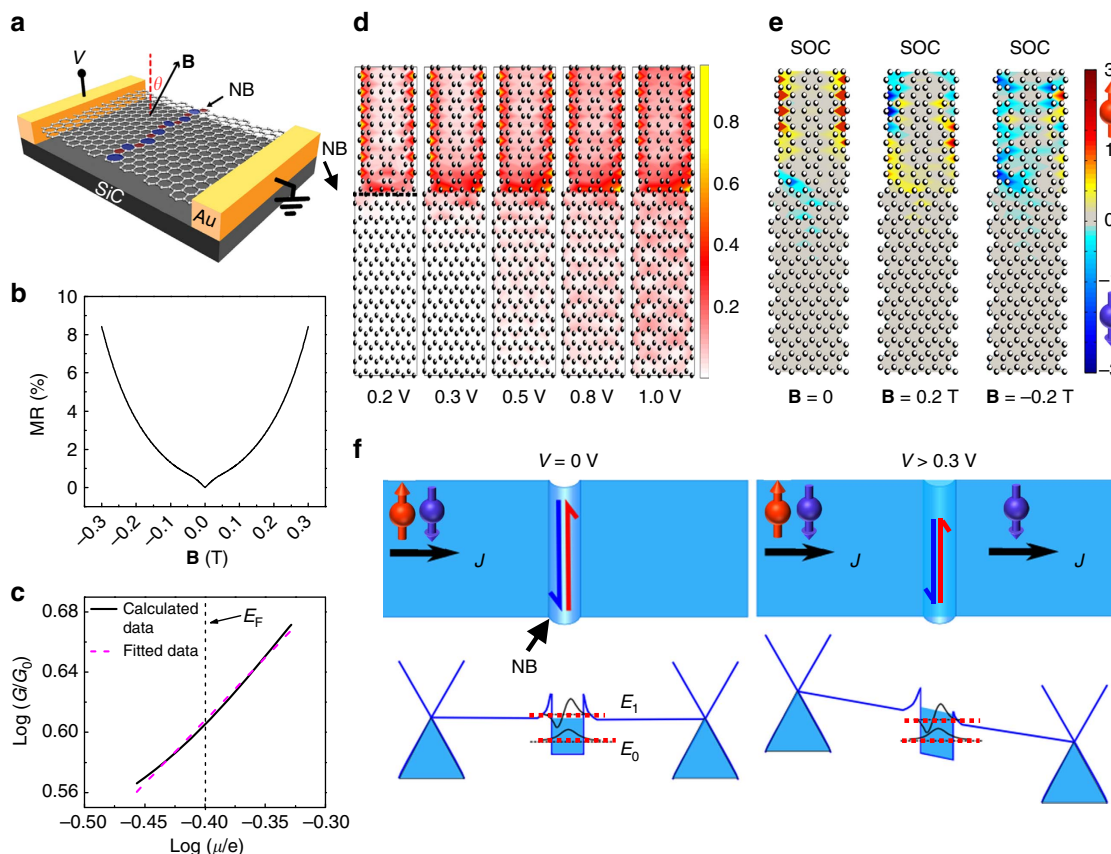 a
V
B
θ
NB
SiC
Au
NB
b
MR (%)
10
8
6
4
2
0
−0.3
−0.2
−0.1
0.0
0.1
0.2
0.3
B (T)
c
Log (G/G0)
0.68
0.64
0.60
0.56
Calculated data
Fitted data
EF
−0.50
−0.45
−0.40
−0.35
−0.30
Log (μ/e)
d
0.8
0.6
0.4
0.2
0.2 V
0.3 V
0.5 V
0.8 V
1.0 V
e
SOC
SOC
SOC
3
1
0
B = 0
B = 0.2 T
B = −0.2 T
f
V = 0 V
V > 0.3 V
J
J
NB
E1
E0